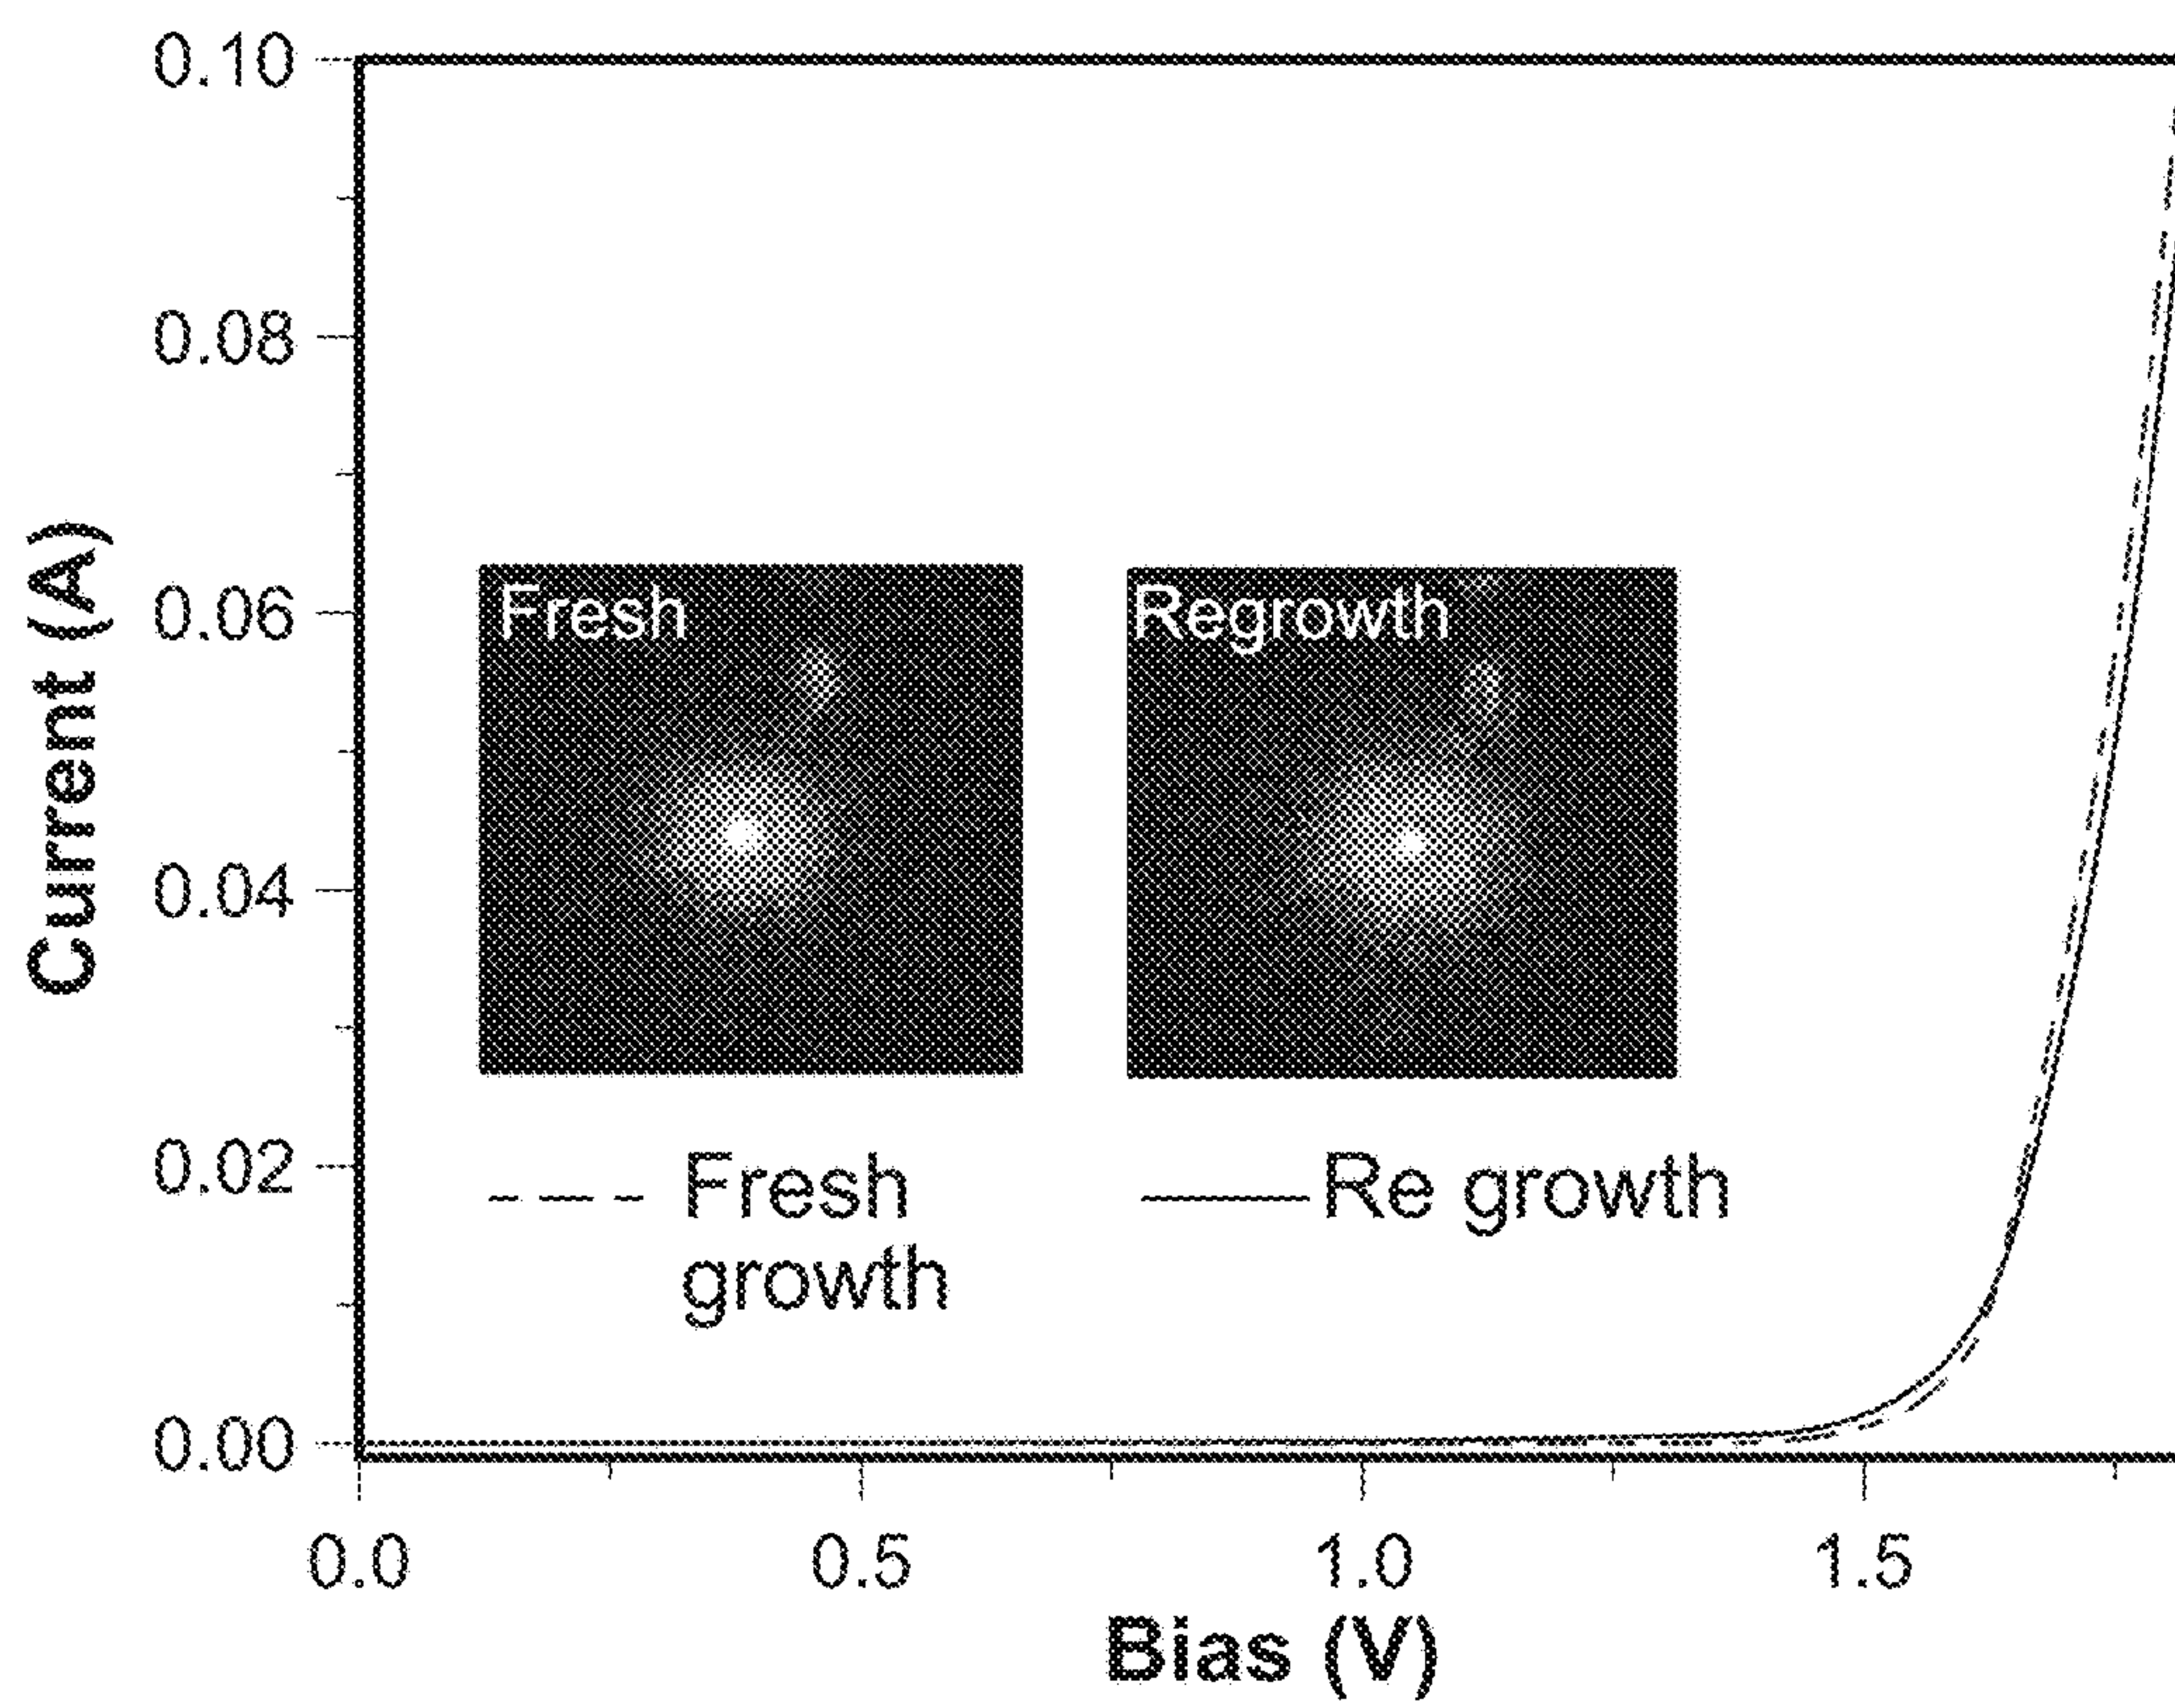 0.10
0.08
0.06
0.04
0.02
0.00
Current (A)
Fresh
Regrowth
Fresh
growth
Re growth
0.0
0.5
1.0
1.5
Bias (V)